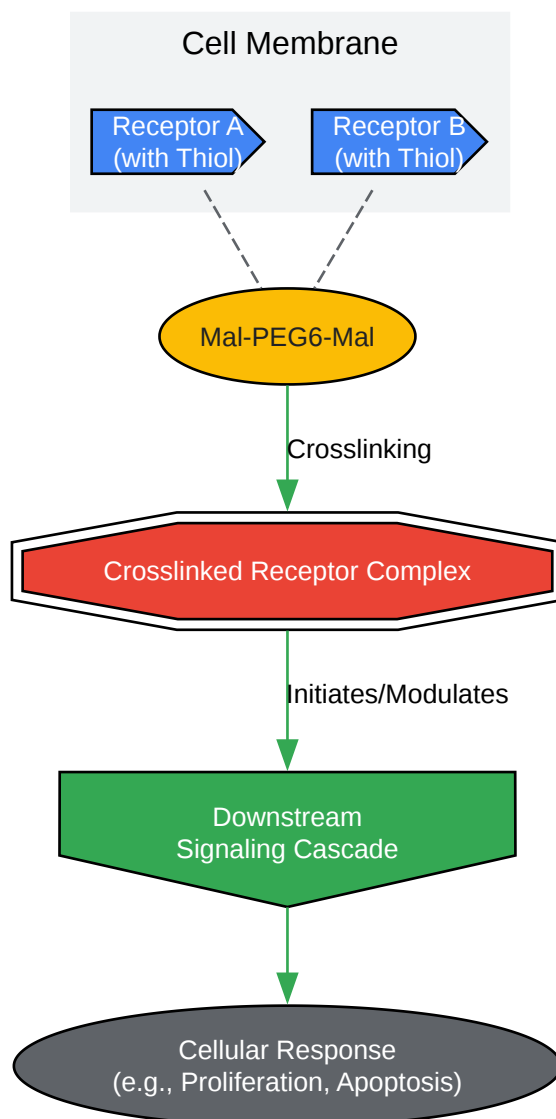 Cell Membrane
Receptor A
(with Thiol)
Receptor B
(with Thiol)
Mal-PEG6-Mal
Crosslinking
Crosslinked Receptor Complex
Initiates/Modulates
Downstream
Signaling Cascade
Cellular Response
(e.g., Proliferation, Apoptosis)